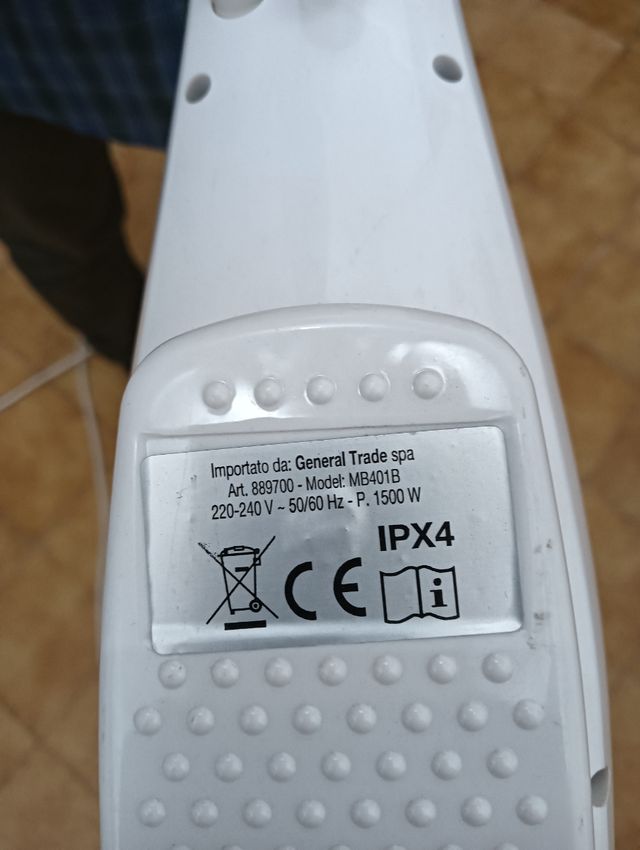 Importato da: General Trade spa
Art. 889700 - Model: MB401B
220-240 V ~ 50/60 Hz - P. 1500 W
IPX4
CE
i